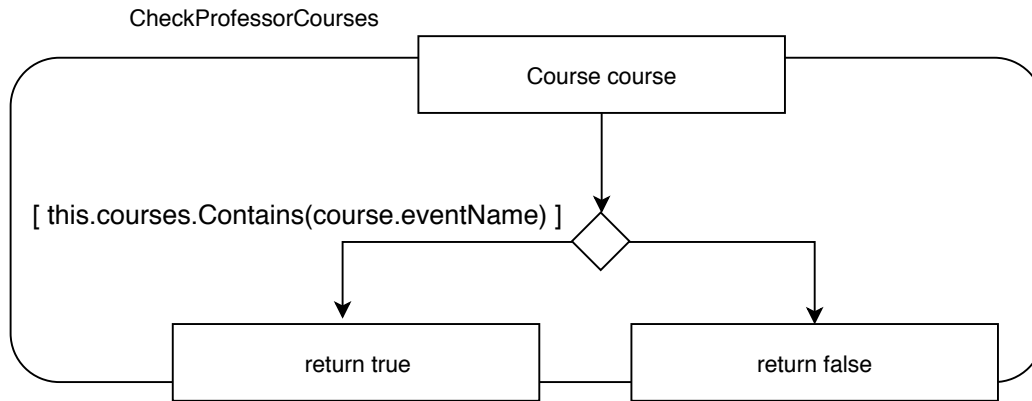 CheckProfessorCourses
Course course
[ this.courses.Contains(course.eventName) ]
return true
return false